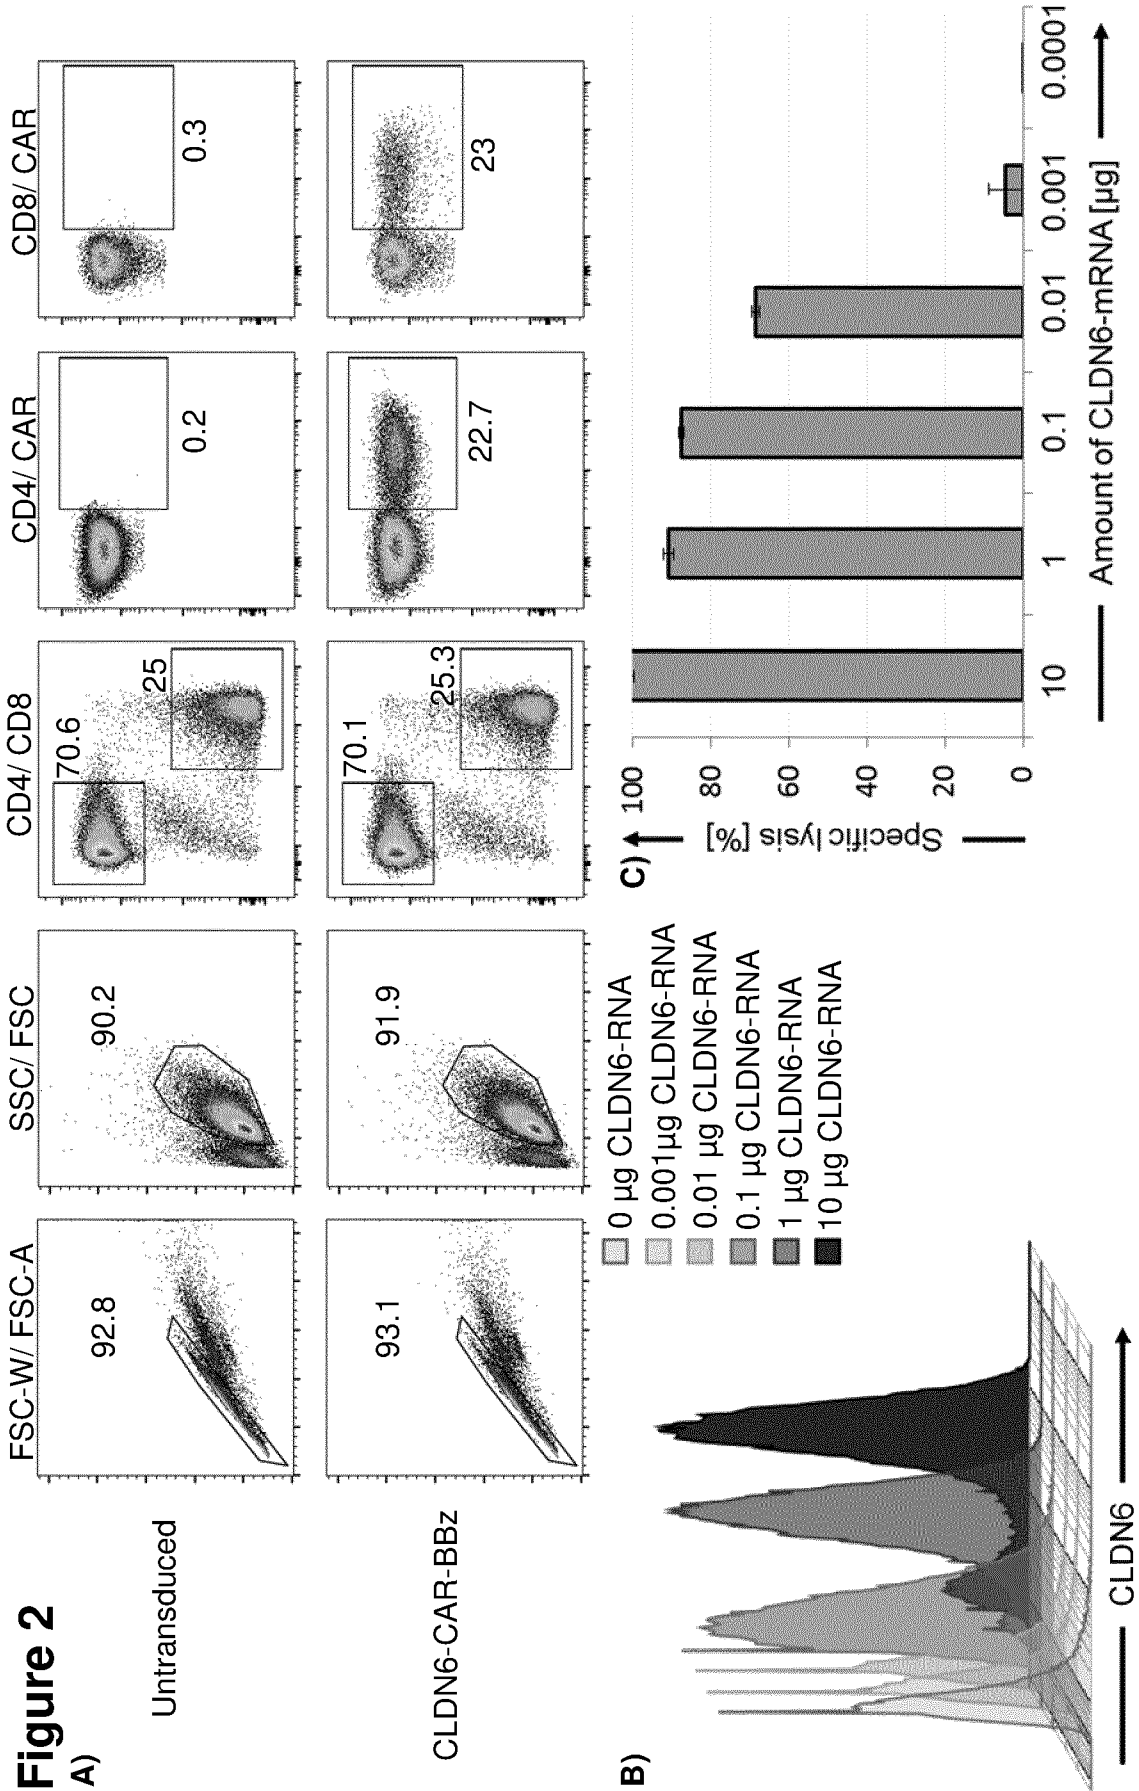 Figure 2
A)
FSC-W/ FSC-A
SSC/ FSC
CD4/ CD8
CD4/ CAR
CD8/ CAR
Untransduced
92.8
90.2
70.6
25
0.2
0.3
CLDN6-CAR-BBz
93.1
91.9
70.1
25.3
22.7
23
B)
0 µg CLDN6-RNA
0.001µg CLDN6-RNA
0.01 µg CLDN6-RNA
0.1 µg CLDN6-RNA
1 µg CLDN6-RNA
10 µg CLDN6-RNA
CLDN6
C)
Specific lysis [%]
100
80
60
40
20
0
10
1
0.1
0.01
0.001
0.0001
Amount of CLDN6-mRNA [µg]